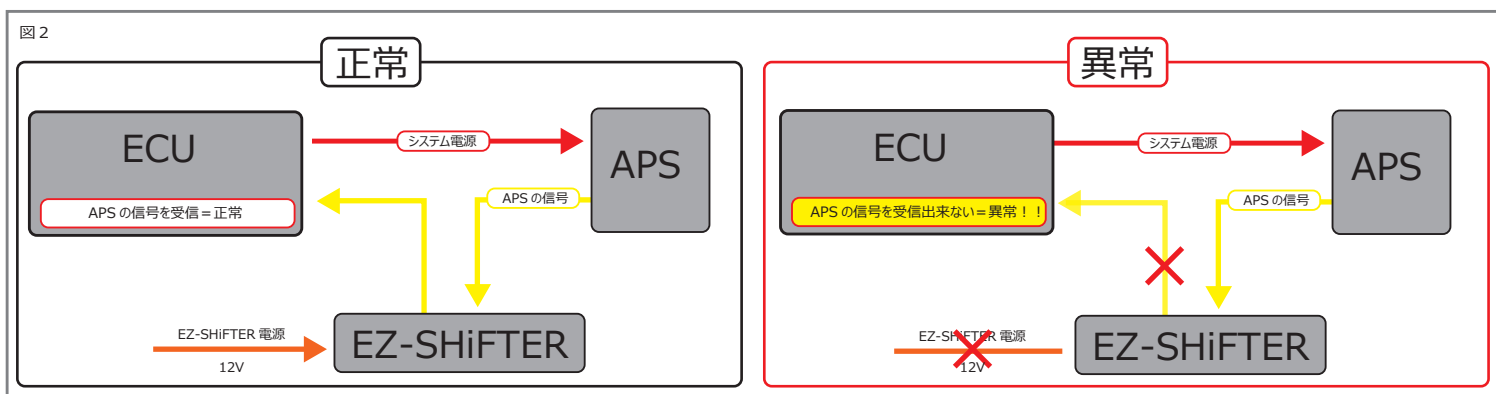 図2
正常
ECU
システム電源
APS
APS の信号を受信＝正常
APS の信号
EZ-SHiFTER 電源
12V
EZ-SHiFTER
異常
ECU
システム電源
APS
APS の信号を受信出来ない＝異常！！
APS の信号
EZ-SHiFTER 電源
12V
EZ-SHiFTER